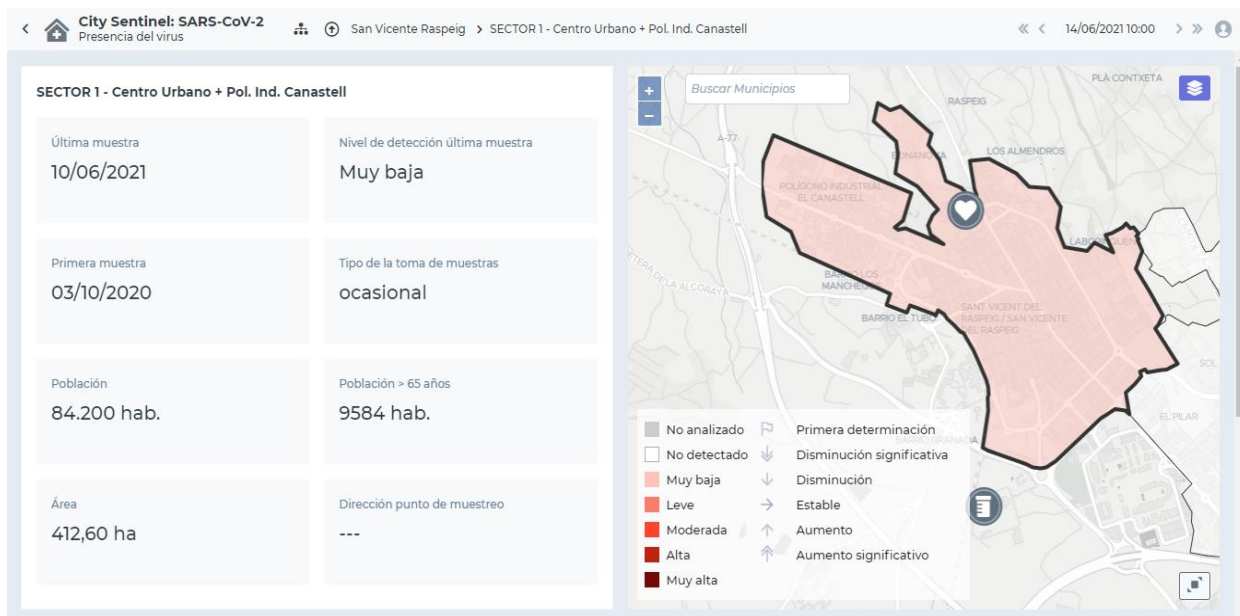 City Sentinel: SARS-CoV-2
Presencia del virus
San Vicente Raspeig > SECTOR 1 - Centro Urbano + Pol. Ind. Canastell
14/06/2021 10:00
SECTOR 1 - Centro Urbano + Pol. Ind. Canastell
Última muestra
10/06/2021
Nivel de detección última muestra
Muy baja
Primera muestra
03/10/2020
Tipo de la toma de muestras
ocasional
Población
84.200 hab.
Población > 65 años
9584 hab.
Área
412,60 ha
Dirección punto de muestreo
---
+
−
Buscar Municipios
PLÀ CONTXETA
RASPEIG
A-77
LOS ALMENDROS
POLÍGONO INDUSTRIAL
EL CANASTELL
BARRIO LOS
BARRIO EL TUBO
SANT VICENT DEL
RASPEIG / SAN VICENTE
DEL RASPEIG
SOL
EL PILAR
BARRIO GRANADA
No analizado
No detectado
Muy baja
Leve
Moderada
Alta
Muy alta
Primera determinación
Disminución significativa
Disminución
Estable
Aumento
Aumento significativo